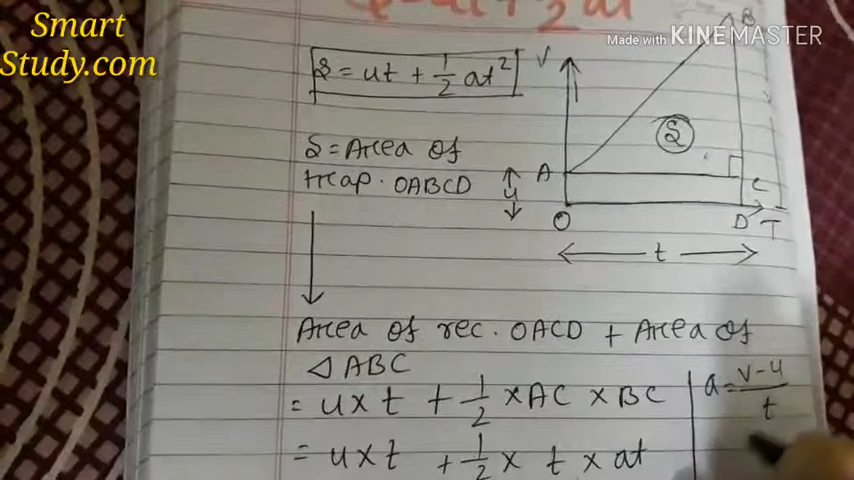 Smart
Study.com
Made with KINEMASTER
S = ut + 1/2 at²
S = Area of
trap. OABCD
V
B
S
A
u
C
O
D
T
t
Area of rec. OACD + Area of
△ ABC
= u × t + 1/2 × AC × BC
a = v-u/t
= u × t + 1/2 × t × at